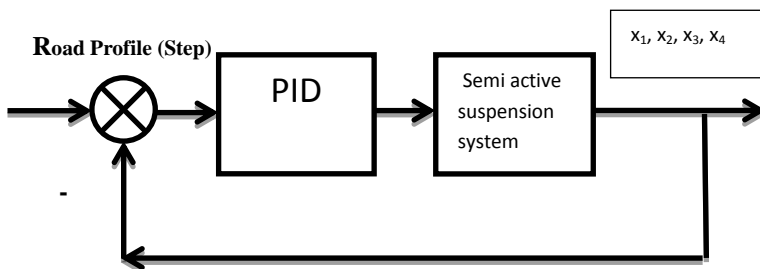 Road Profile (Step)
PID
Semi active
suspension
system
x₁, x₂, x₃, x₄
-